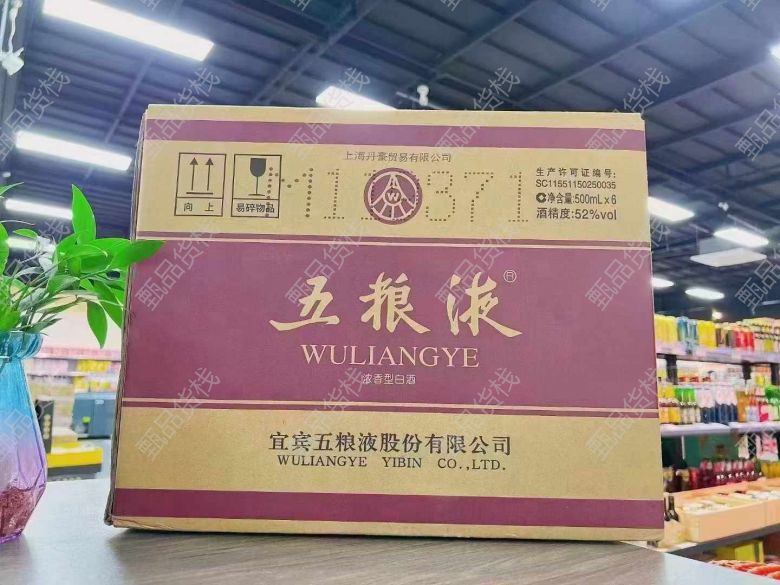 上海丹豪贸易有限公司
向 上
易碎物品
M110371
W
生产许可证编号:
SC11551150250035
净含量:500mL×6
酒精度:52%vol
五粮液®
WULIANGYE
浓香型白酒
宜宾五粮液股份有限公司
WULIANGYE YIBIN CO.,LTD.
甄品货栈